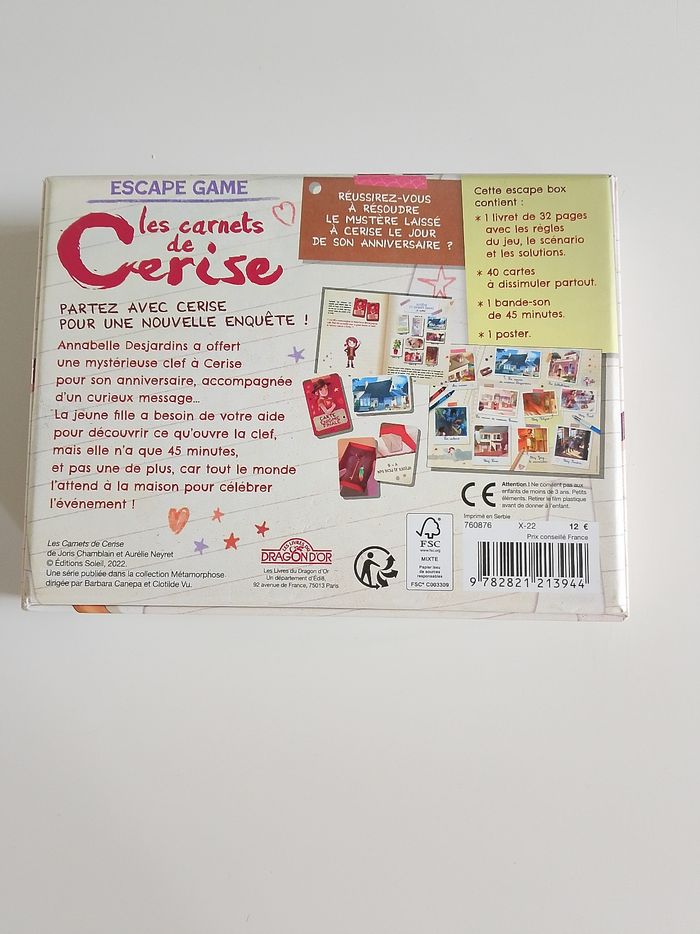 ESCAPE GAME
les carnets
de
Cerise
PARTEZ AVEC CERISE
POUR UNE NOUVELLE ENQUÊTE !
Annabelle Desjardins a offert
une mystérieuse clef à Cerise
pour son anniversaire, accompagnée
d'un curieux message...
La jeune fille a besoin de votre aide
pour découvrir ce qu'ouvre la clef,
mais elle n'a que 45 minutes,
et pas une de plus, car tout le monde
l'attend à la maison pour célébrer
l'événement !
RÉUSSIREZ-VOUS
À RÉSOUDRE
LE MYSTÈRE LAISSÉ
À CERISE LE JOUR
DE SON ANNIVERSAIRE ?
Cette escape box
contient :
* 1 livret de 32 pages
avec les règles
du jeu, le scénario
et les solutions.
* 40 cartes
à dissimuler partout.
* 1 bande-son
de 45 minutes.
* 1 poster.
CARTE
FINALE
CE
Attention ! Ne convient pas aux
enfants de moins de 3 ans. Petits
éléments. Retirer le film plastique
avant de donner à l'enfant.
Imprimé en Serbie
760876 X-22 12 €
Prix conseillé France
9 782821 213944
Les Carnets de Cerise
de Joris Chamblain et Aurélie Neyret
© Éditions Soleil, 2022.
Une série publiée dans la collection Métamorphose
dirigée par Barbara Canepa et Clotilde Vu.
LES LIVRES DU
DRAGON D'OR
Les Livres du Dragon d'Or
Un département d'Edi8,
92 avenue de France, 75013 Paris
FSC
www.fsc.org
MIXTE
Papier issu
de sources
responsables
FSC® C003309